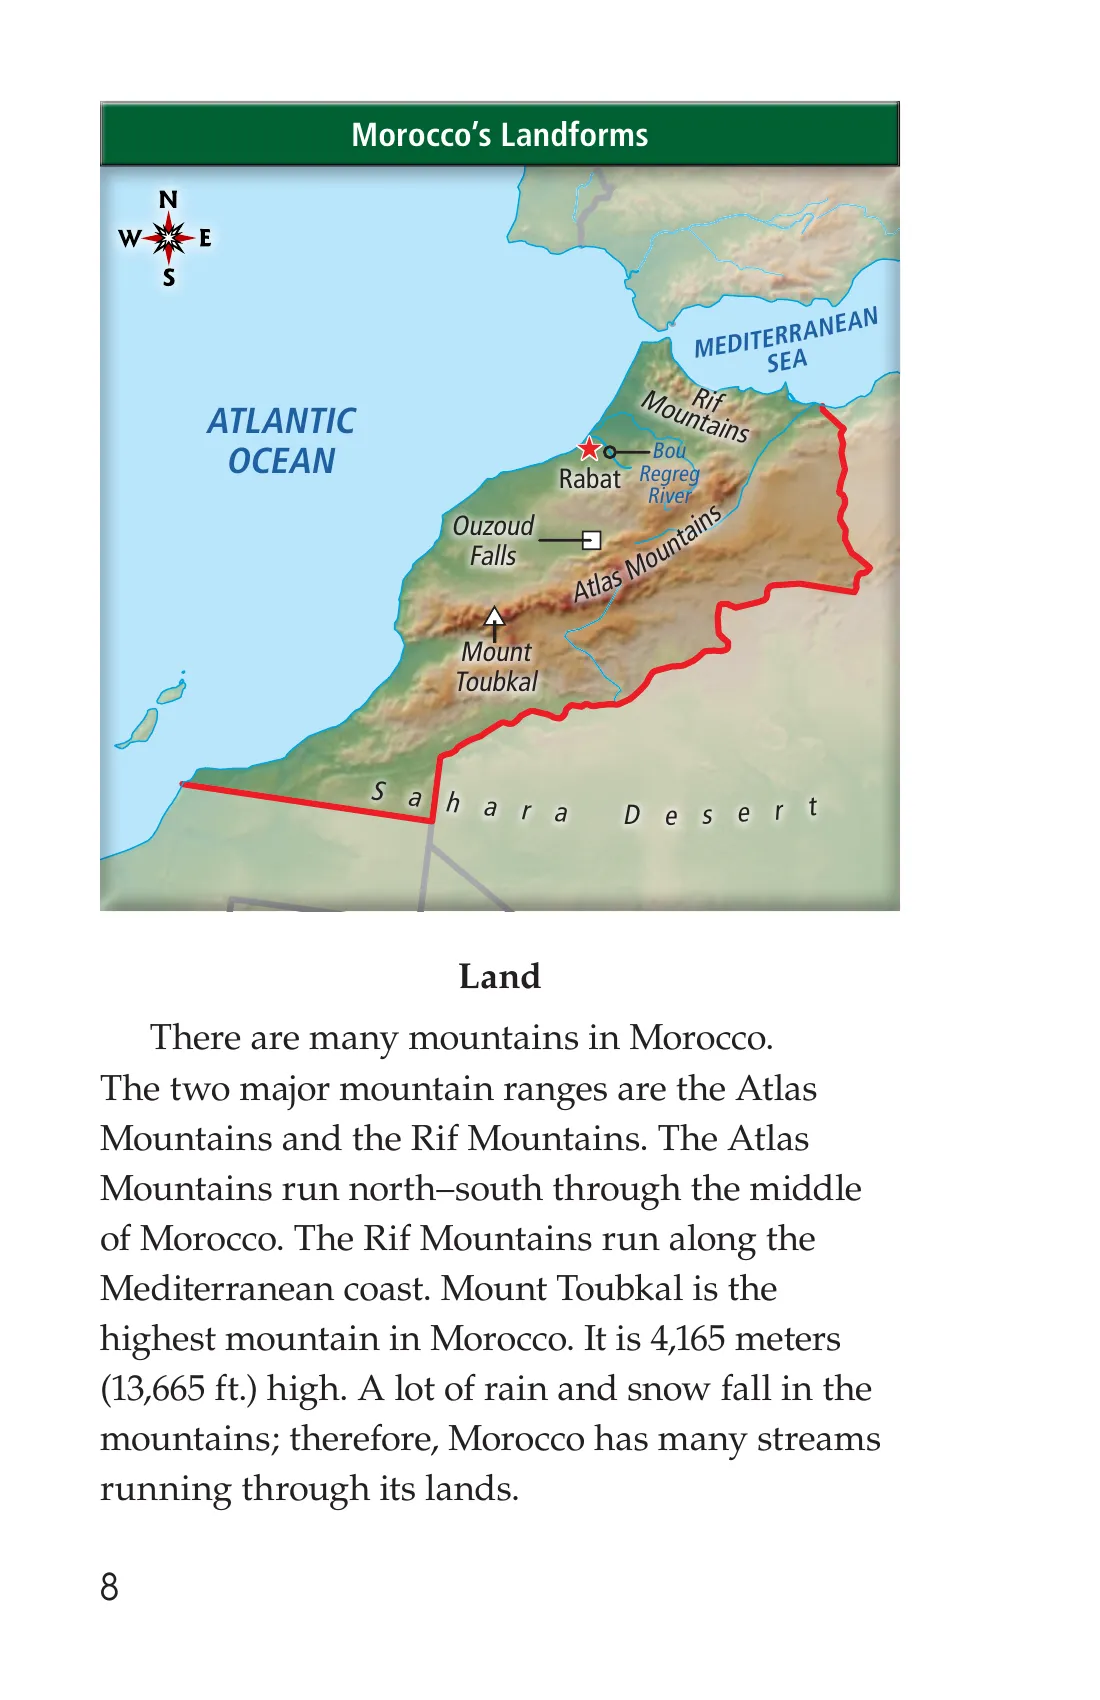 Morocco's Landforms
N
W E
S
MEDITERRANEAN
SEA
ATLANTIC
OCEAN
Rif
Mountains
Rabat
Bou
Regreg
River
Ouzoud
Falls
Atlas Mountains
Mount
Toubkal
Sahara Desert
Land
There are many mountains in Morocco.
The two major mountain ranges are the Atlas
Mountains and the Rif Mountains. The Atlas
Mountains run north–south through the middle
of Morocco. The Rif Mountains run along the
Mediterranean coast. Mount Toubkal is the
highest mountain in Morocco. It is 4,165 meters
(13,665 ft.) high. A lot of rain and snow fall in the
mountains; therefore, Morocco has many streams
running through its lands.
8